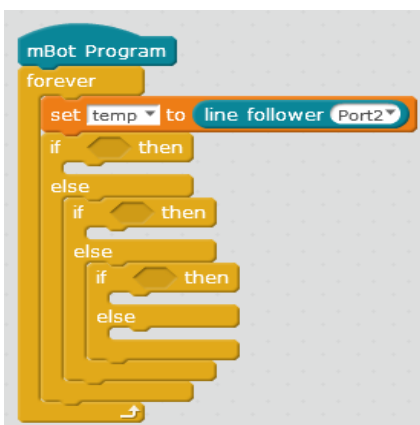 mBot Program
forever
set temp to line follower Port2
if then
else
if then
else
if then
else